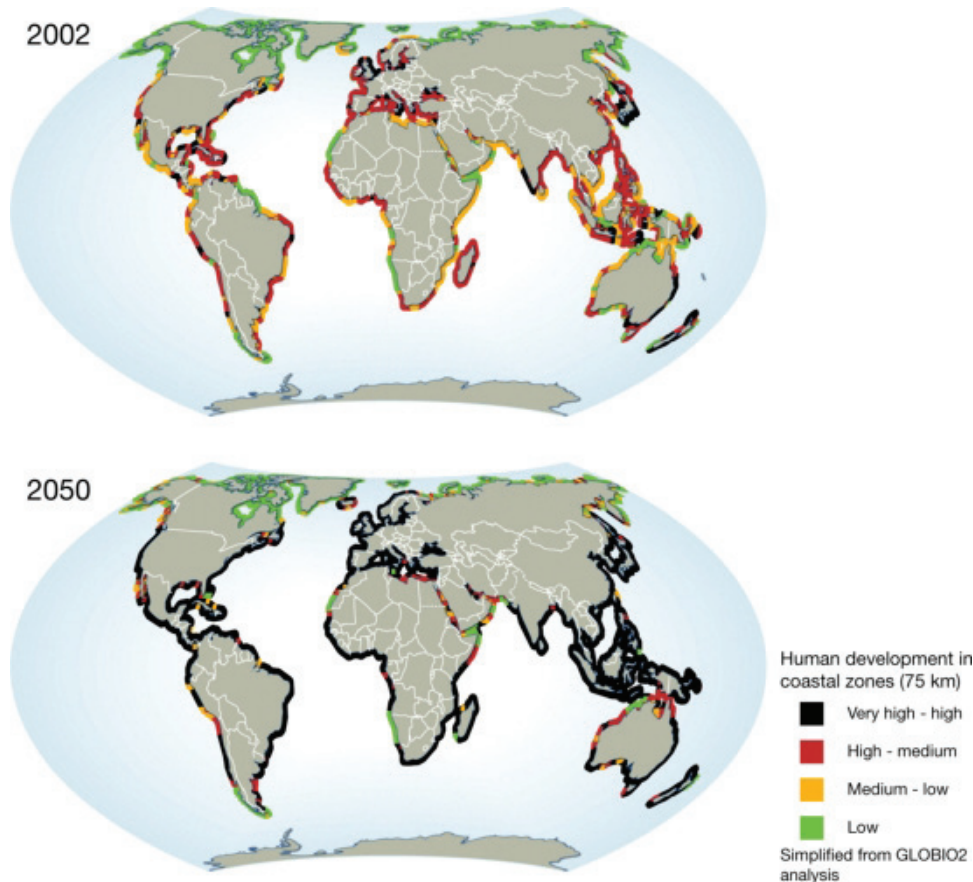 2002
2050
Human development in
coastal zones (75 km)
Very high - high
High - medium
Medium - low
Low
Simplified from GLOBIO2
analysis